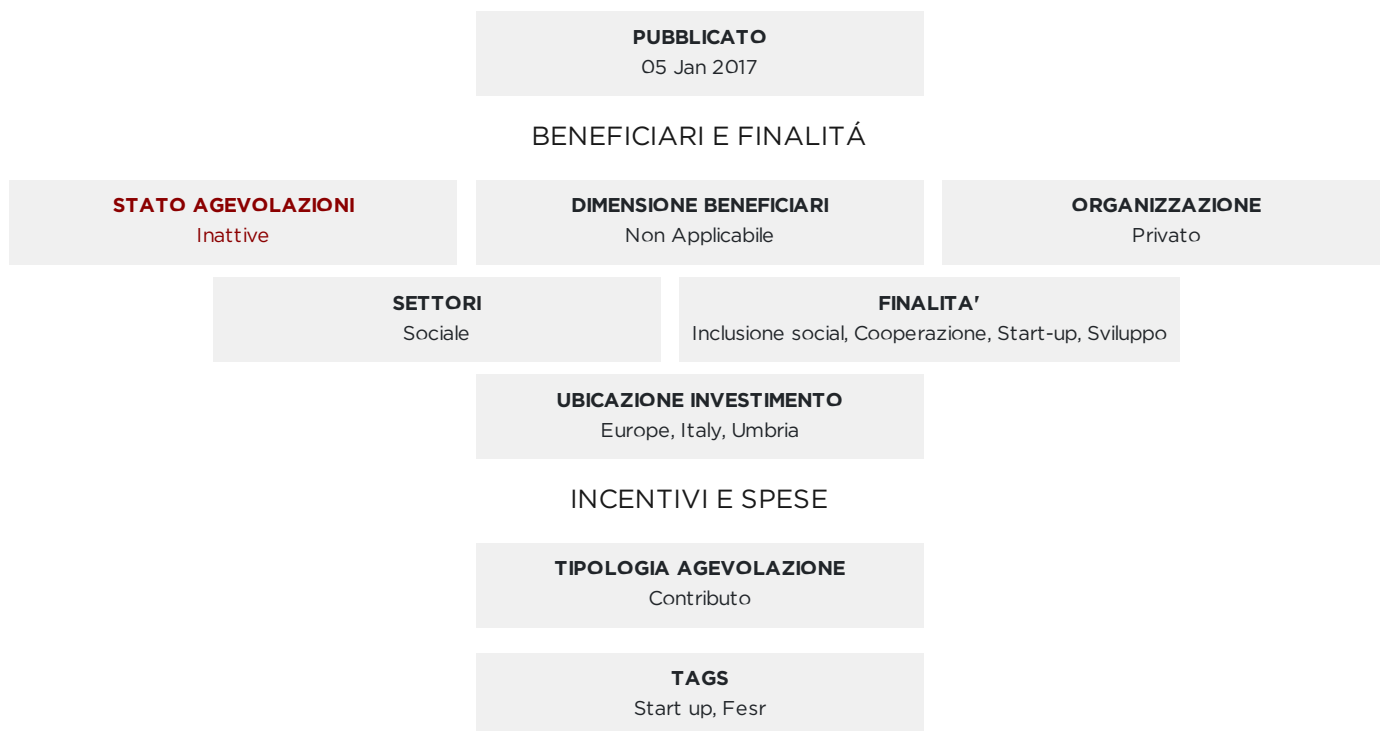 PUBBLICATO
05 Jan 2017
BENEFICIARI E FINALITÁ
STATO AGEVOLAZIONI
Inattive
DIMENSIONE BENEFICIARI
Non Applicabile
ORGANIZZAZIONE
Privato
SETTORI
Sociale
FINALITA'
Inclusione social, Cooperazione, Start-up, Sviluppo
UBICAZIONE INVESTIMENTO
Europe, Italy, Umbria
INCENTIVI E SPESE
TIPOLOGIA AGEVOLAZIONE
Contributo
TAGS
Start up, Fesr